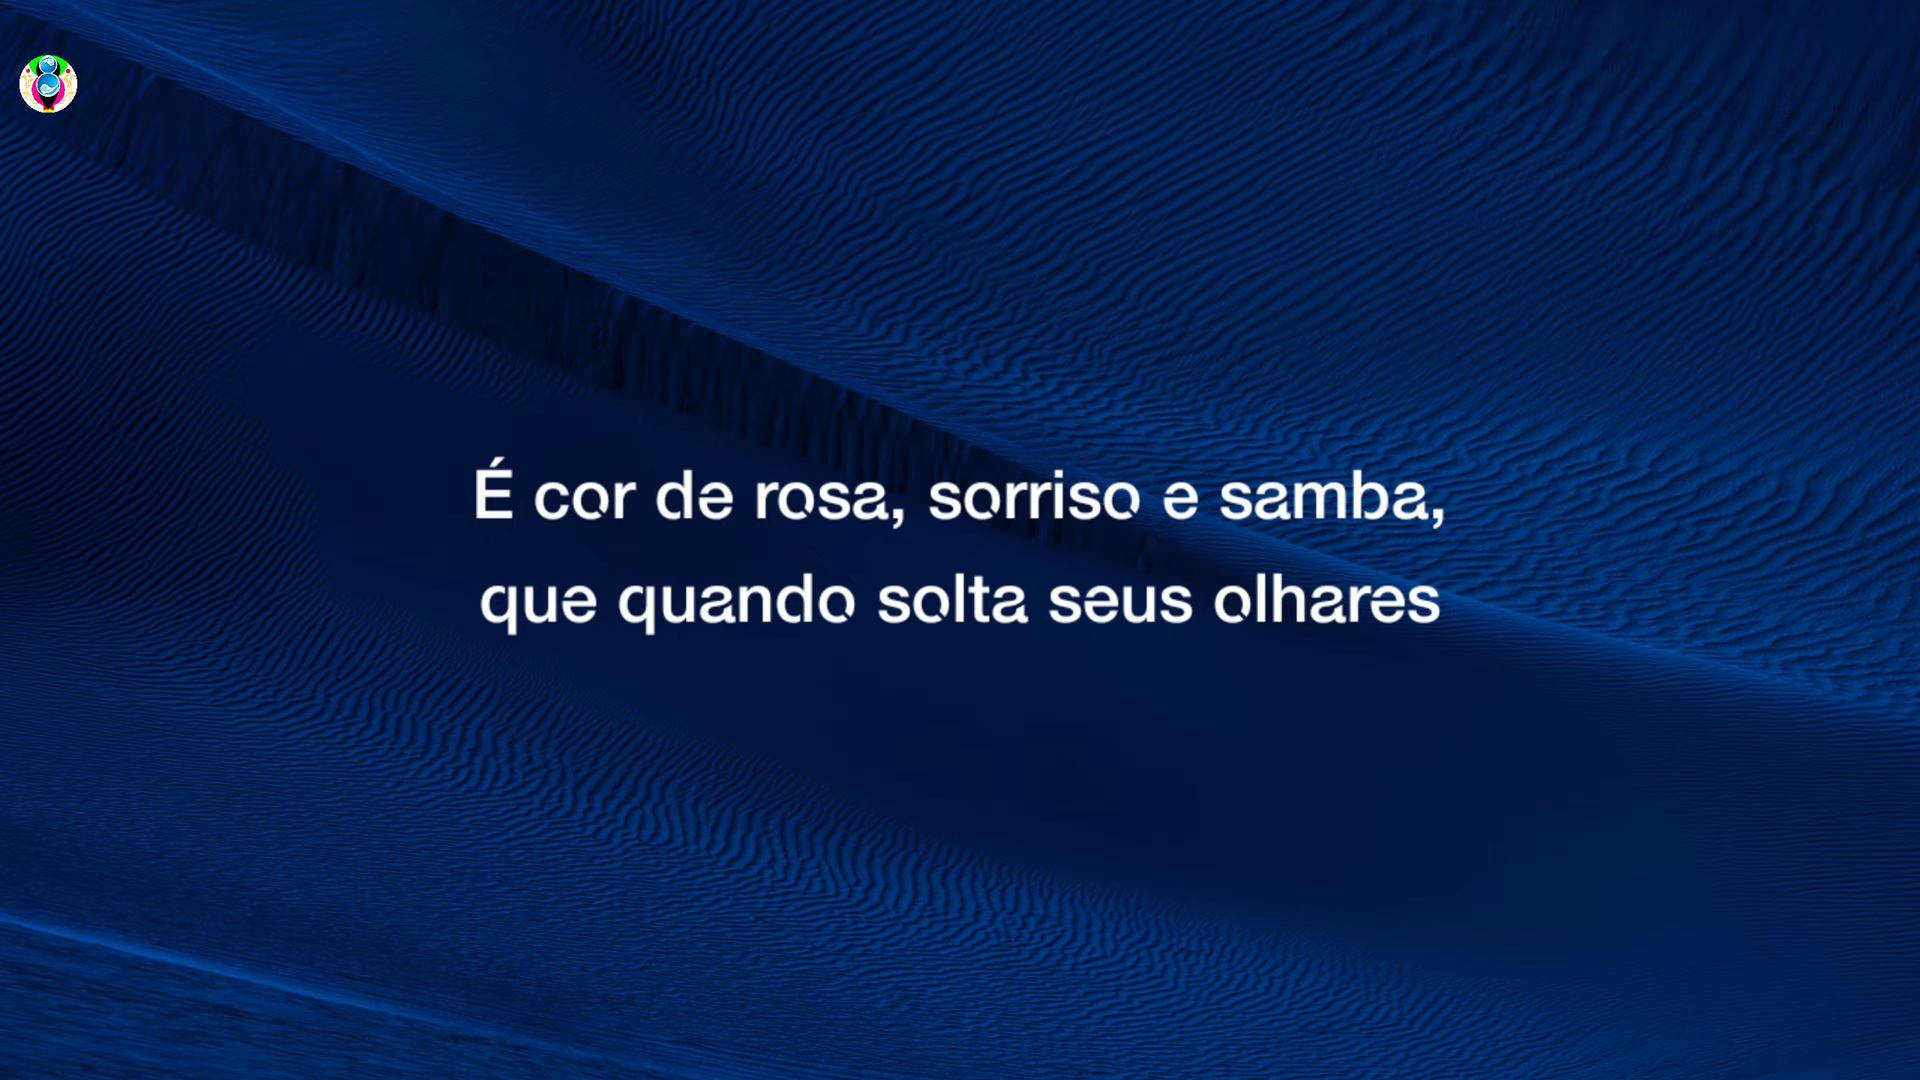 É cor de rosa, sorriso e samba,
que quando solta seus olhares